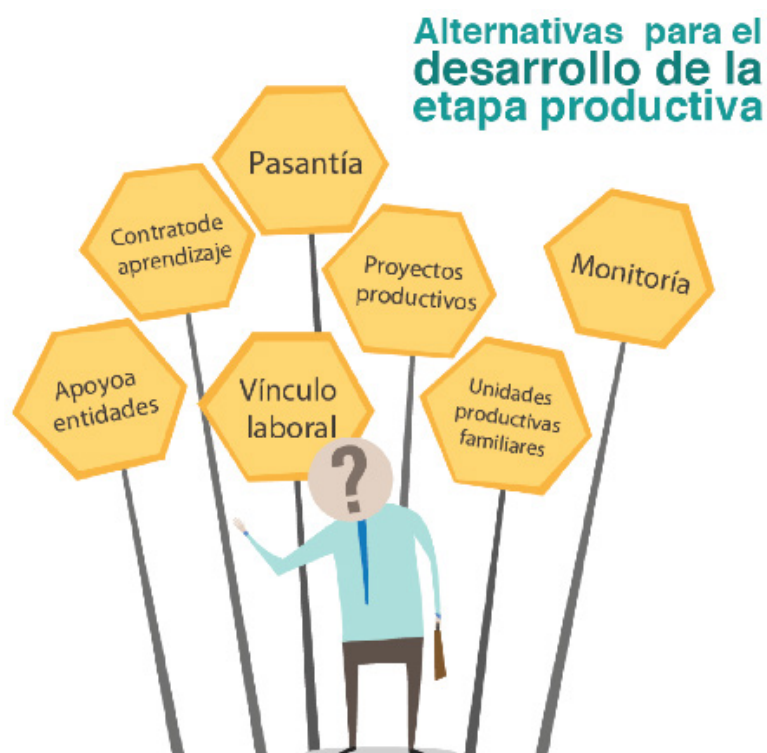 Alternativas para el
desarrollo de la
etapa productiva
Pasantía
Contratode
aprendizaje
Proyectos
productivos
Monitoría
Apoyoa
entidades
Vínculo
laboral
Unidades
productivas
familiares
?